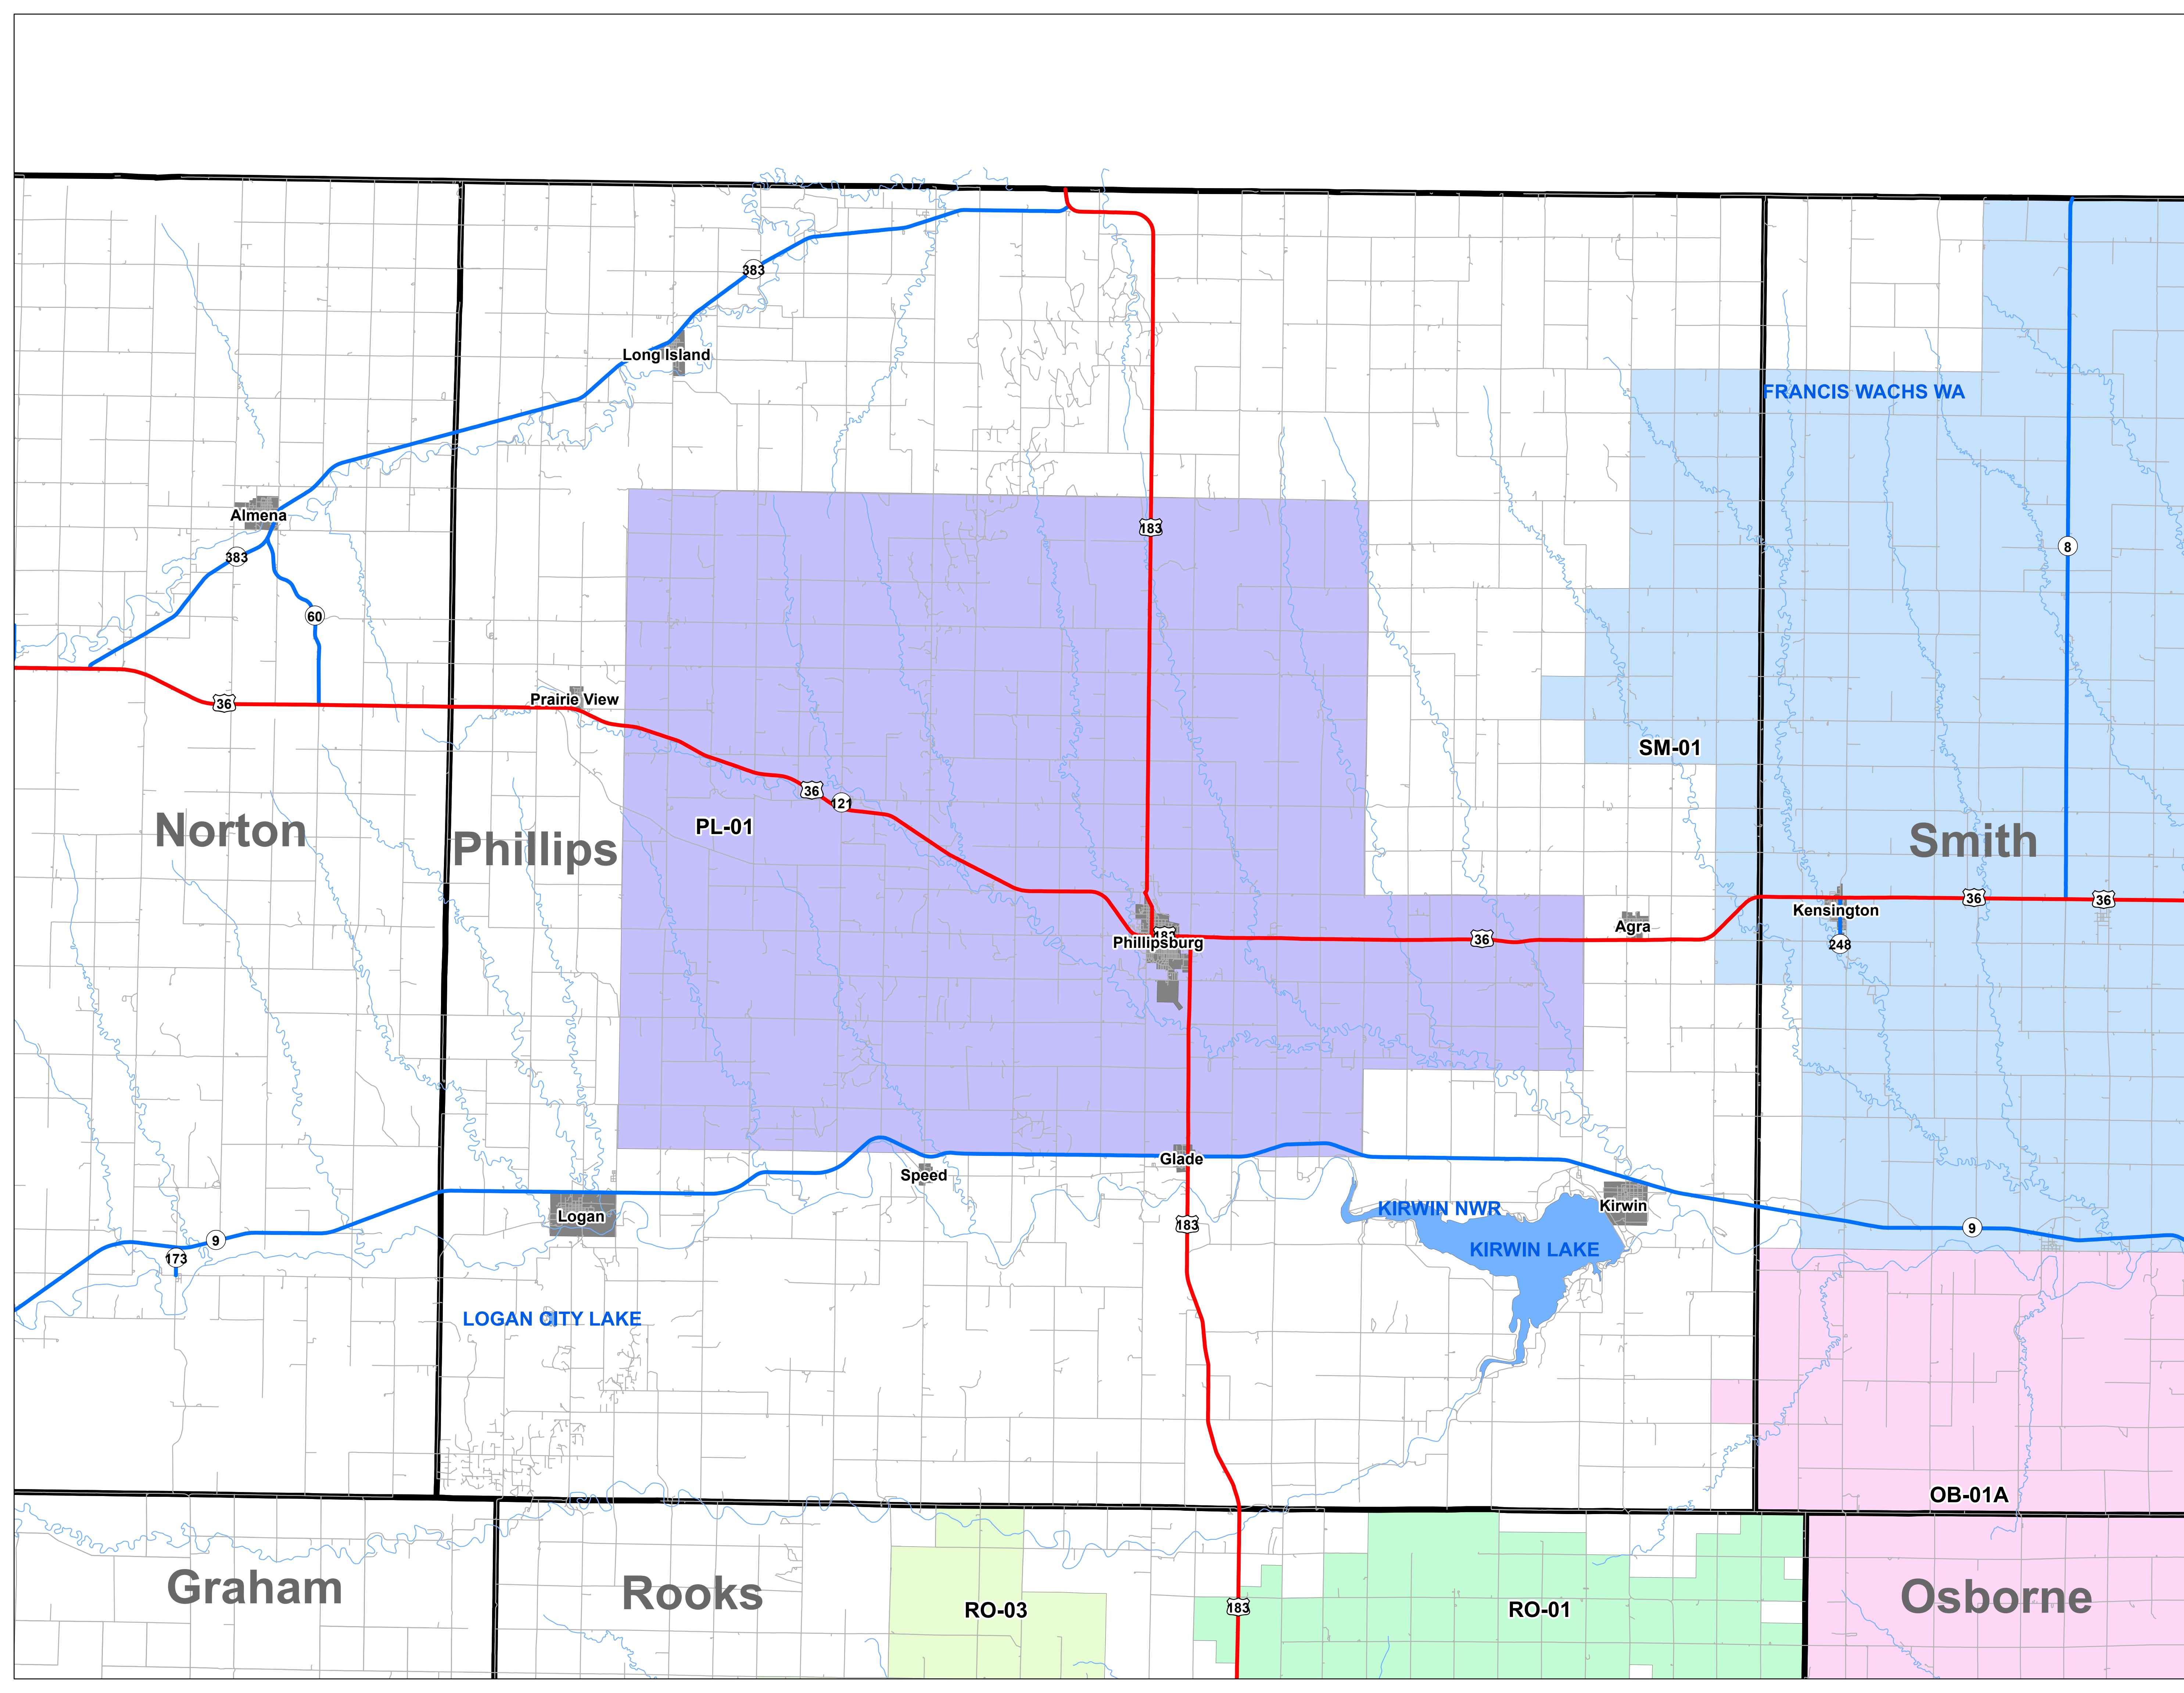 383
Long Island
FRANCIS WACHS WA
Almena
183
8
383
60
36
Prairie View
SM-01
36
121
PL-01
Norton
Phillips
Smith
36
36
Kensington
Agra
183
Phillipsburg
36
248
Glade
Speed
Kirwin
KIRWIN NWR
Logan
183
9
9
KIRWIN LAKE
173
LOGAN CITY LAKE
OB-01A
Graham
Rooks
Osborne
RO-03
183
RO-01